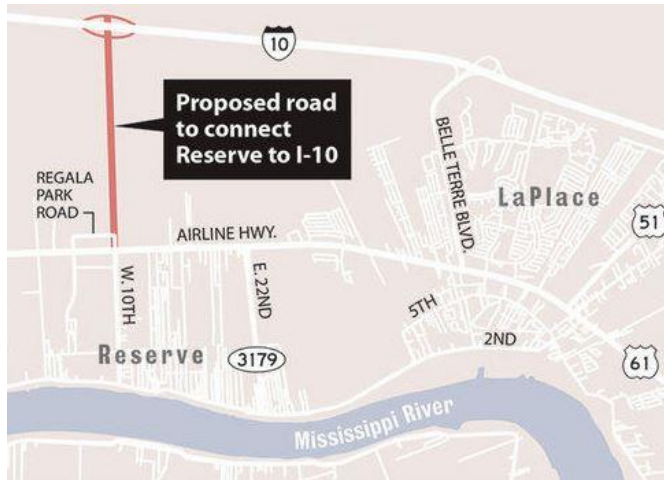 10
Proposed road
to connect
Reserve to I-10
BELLE TERRE BLVD.
REGALA
PARK
ROAD
LaPlace
51
AIRLINE HWY.
W. 10TH
E. 22ND
5TH
2ND
Reserve
3179
61
Mississippi River